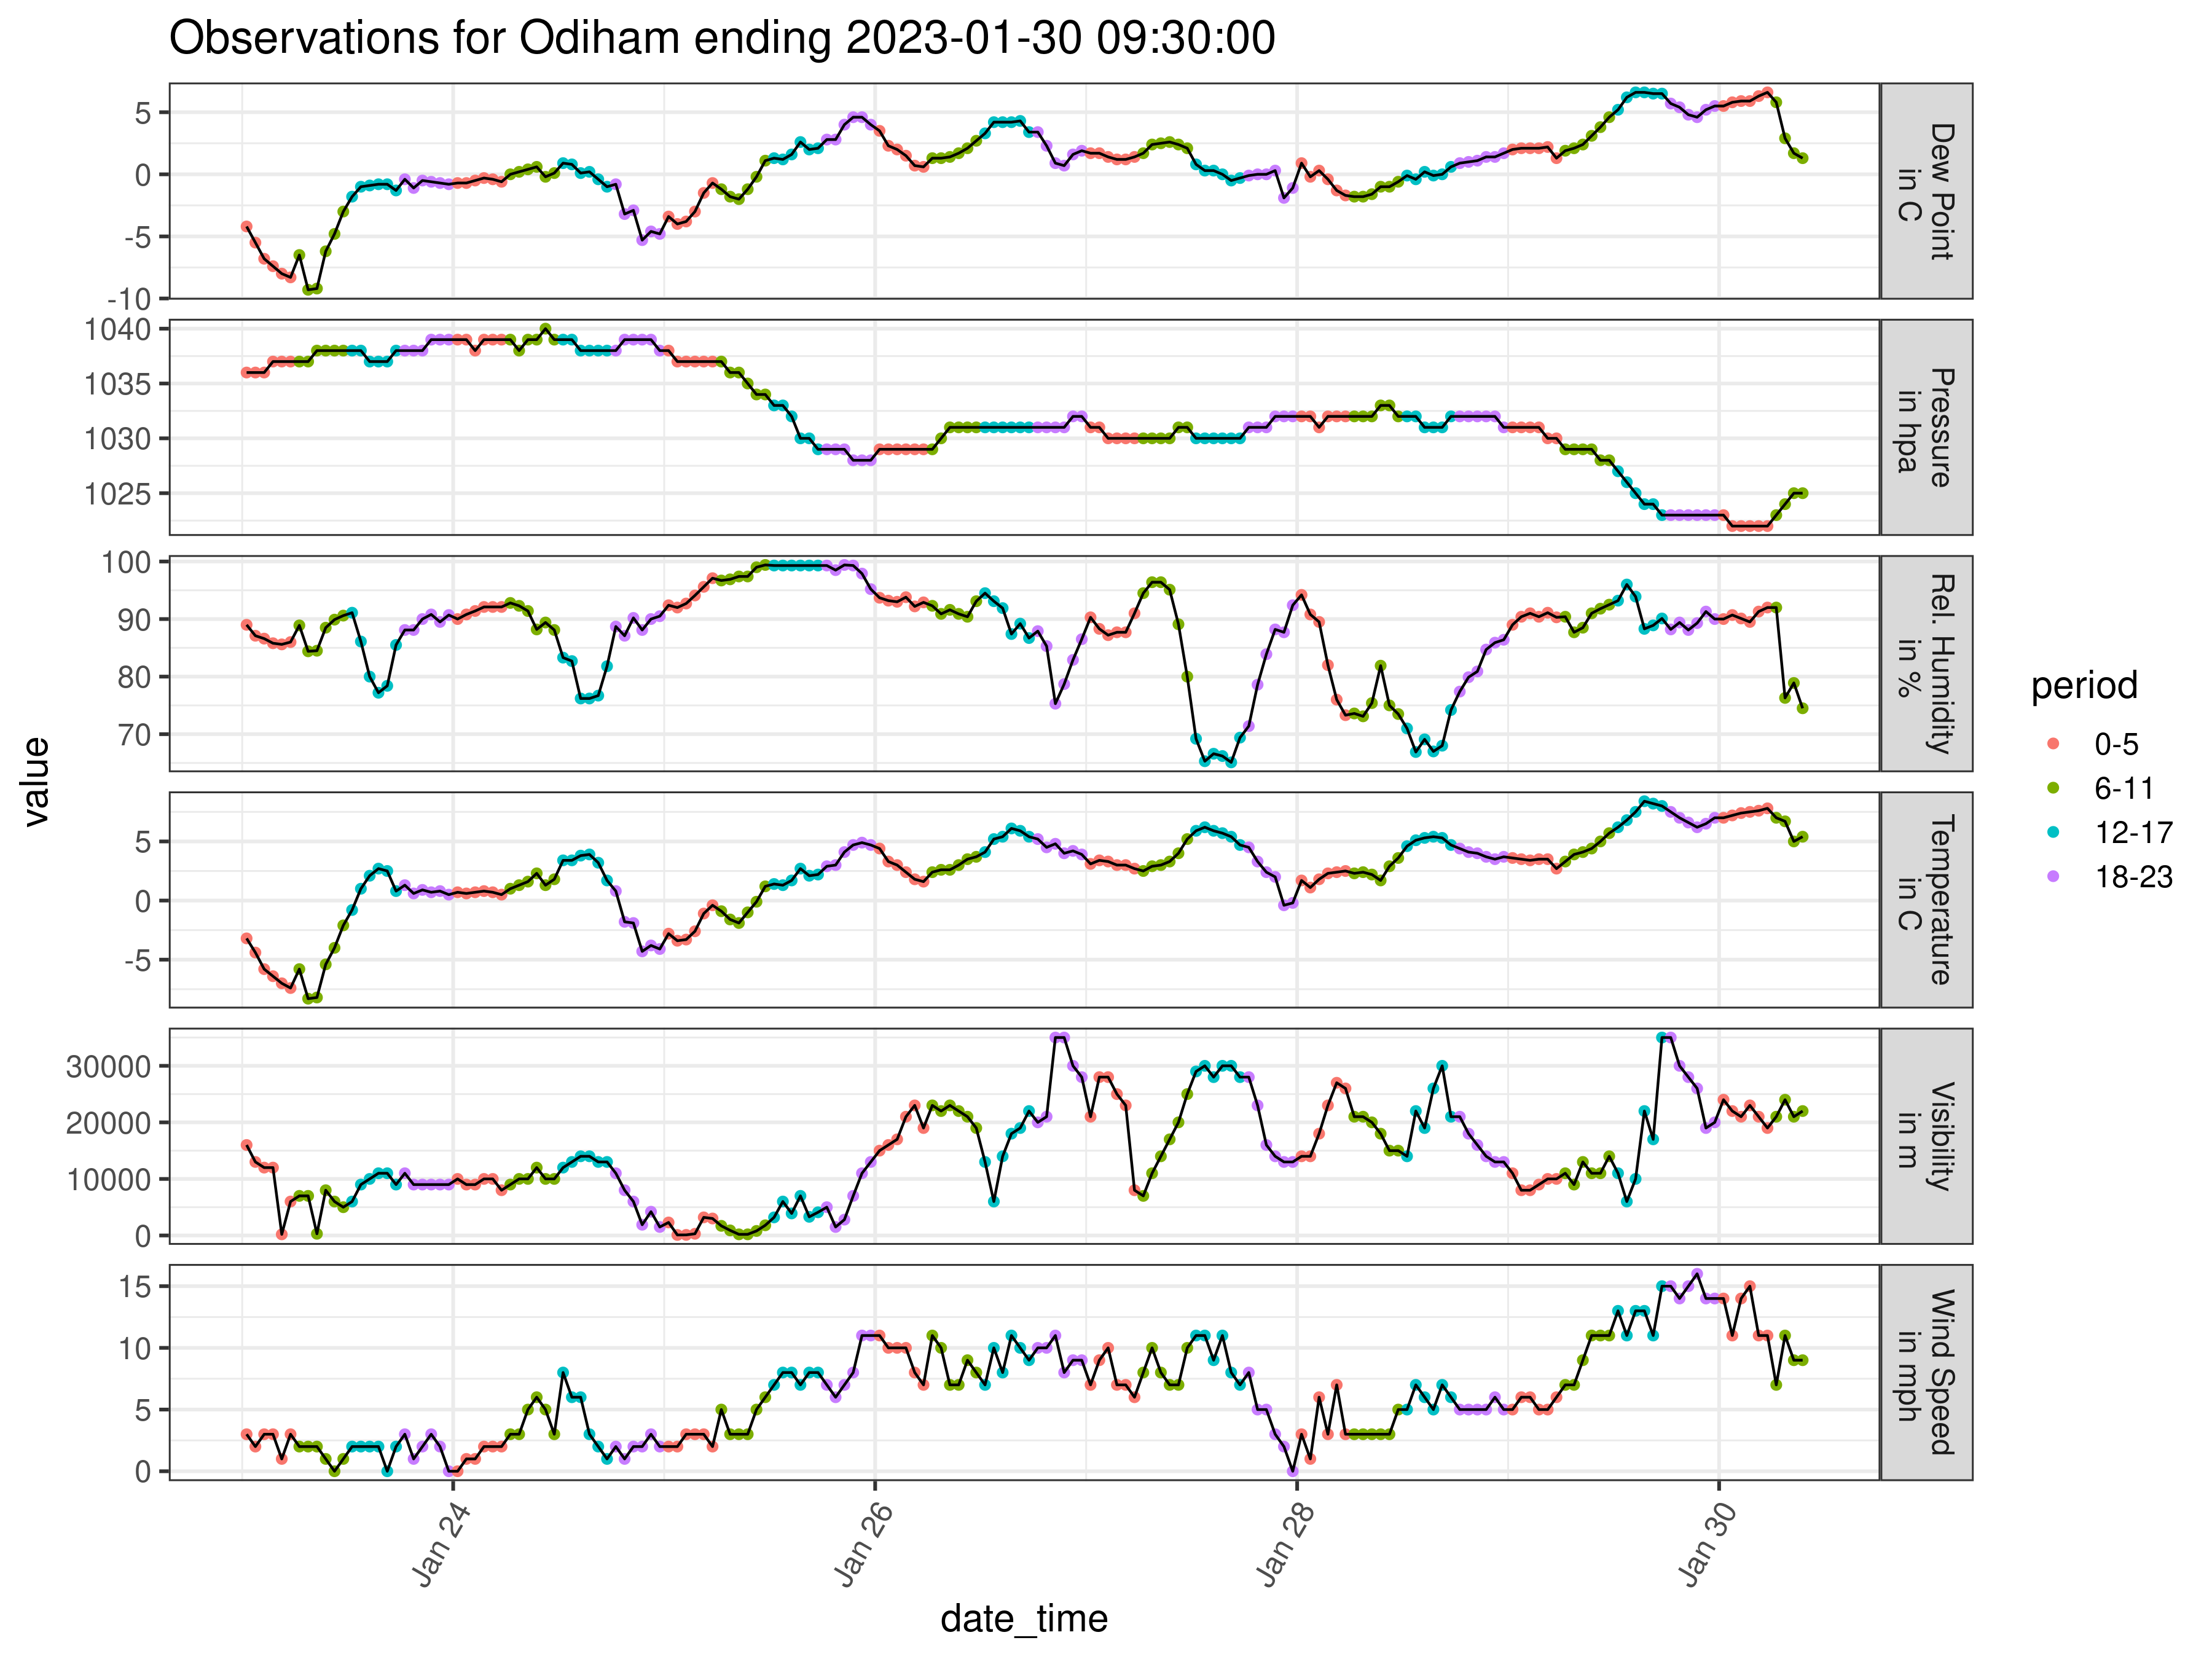 Observations for Odiham ending 2023-01-30 09:30:00
value
5
0
-5
-10
Dew Point
in C
1040
1035
1030
1025
Pressure
in hpa
100
90
80
70
Rel. Humidity
in %
5
0
-5
Temperature
in C
30000
20000
10000
0
Visibility
in m
15
10
5
0
Wind Speed
in mph
Jan 24
Jan 26
Jan 28
Jan 30
date_time
period
0-5
6-11
12-17
18-23